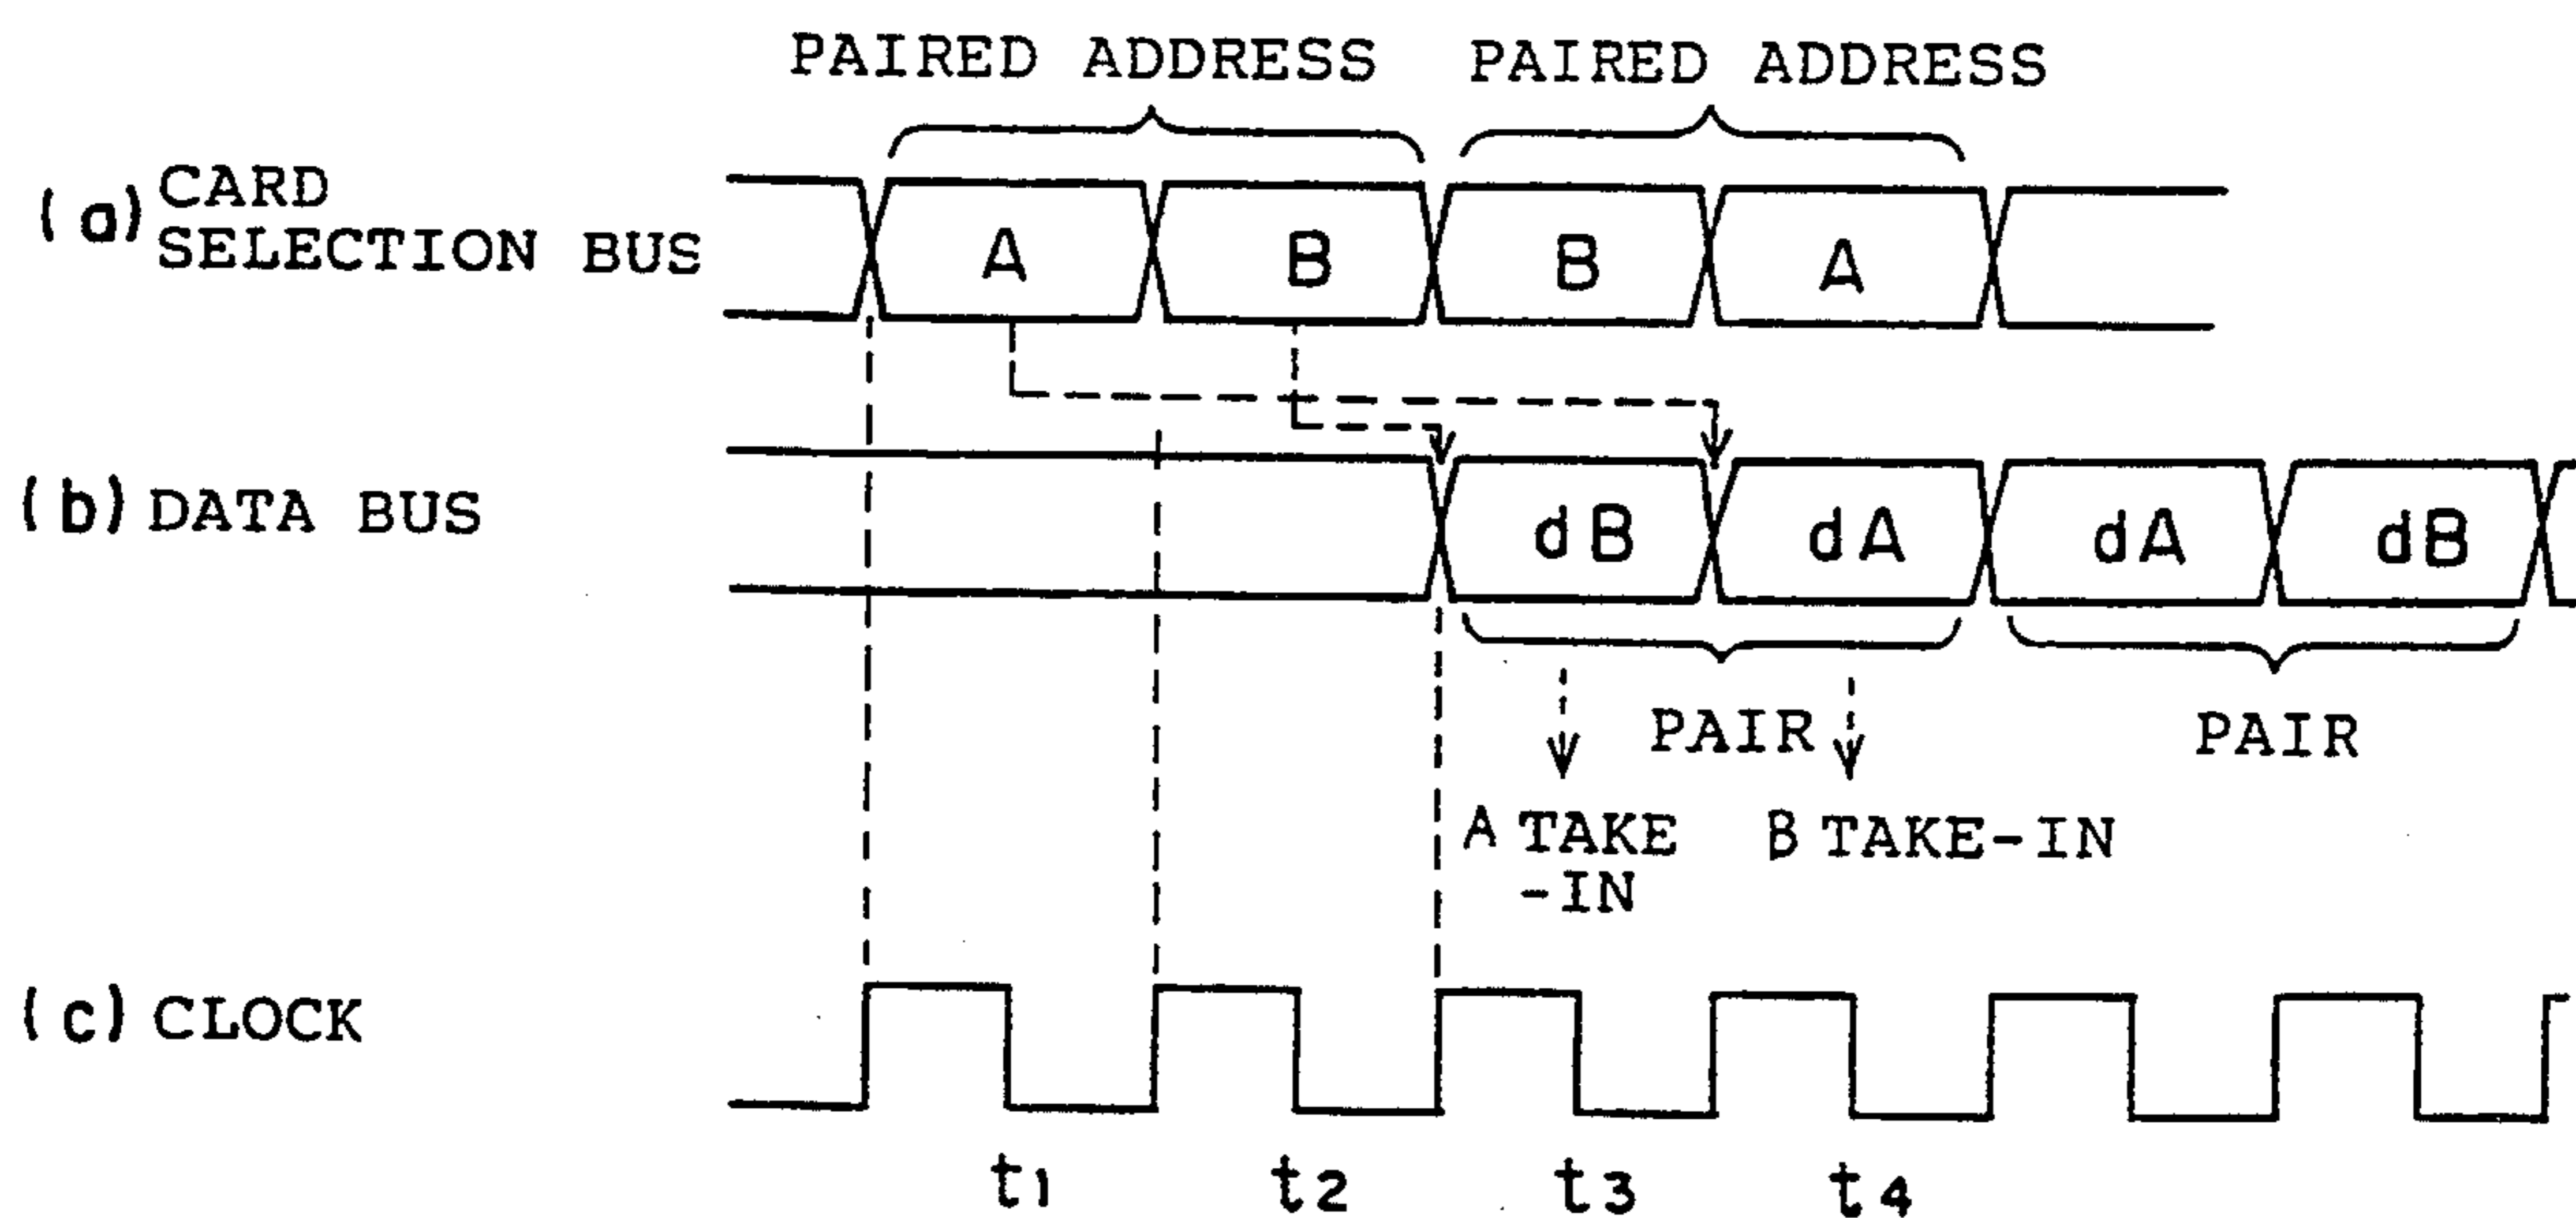 PAIRED ADDRESS PAIRED ADDRESS
(a) CARD
SELECTION BUS
A B B A
(b) DATA BUS
dB dA dA dB
PAIR PAIR
A TAKE
-IN
B TAKE-IN
(c) CLOCK
t1 t2 t3 t4